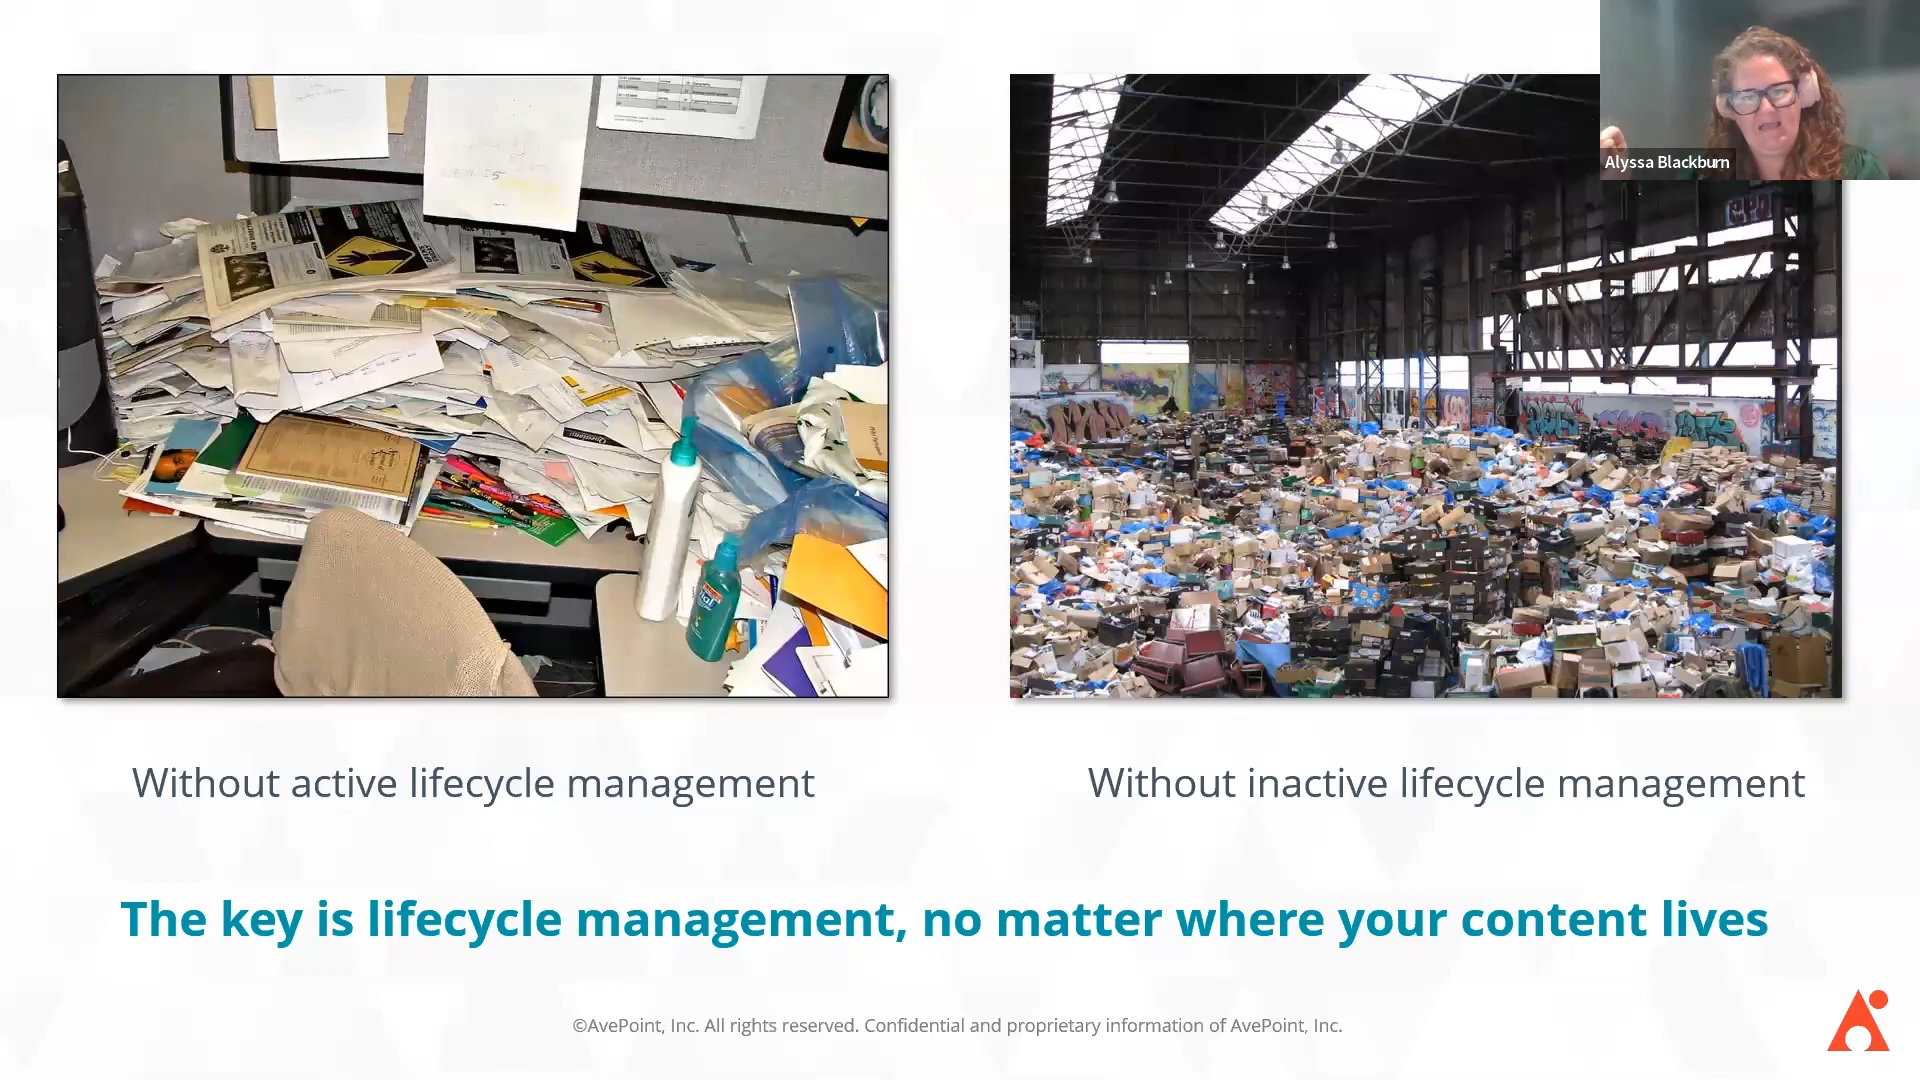 Alyssa Blackburn
Without active lifecycle management
Without inactive lifecycle management
The key is lifecycle management, no matter where your content lives
©AvePoint, Inc. All rights reserved. Confidential and proprietary information of AvePoint, Inc.